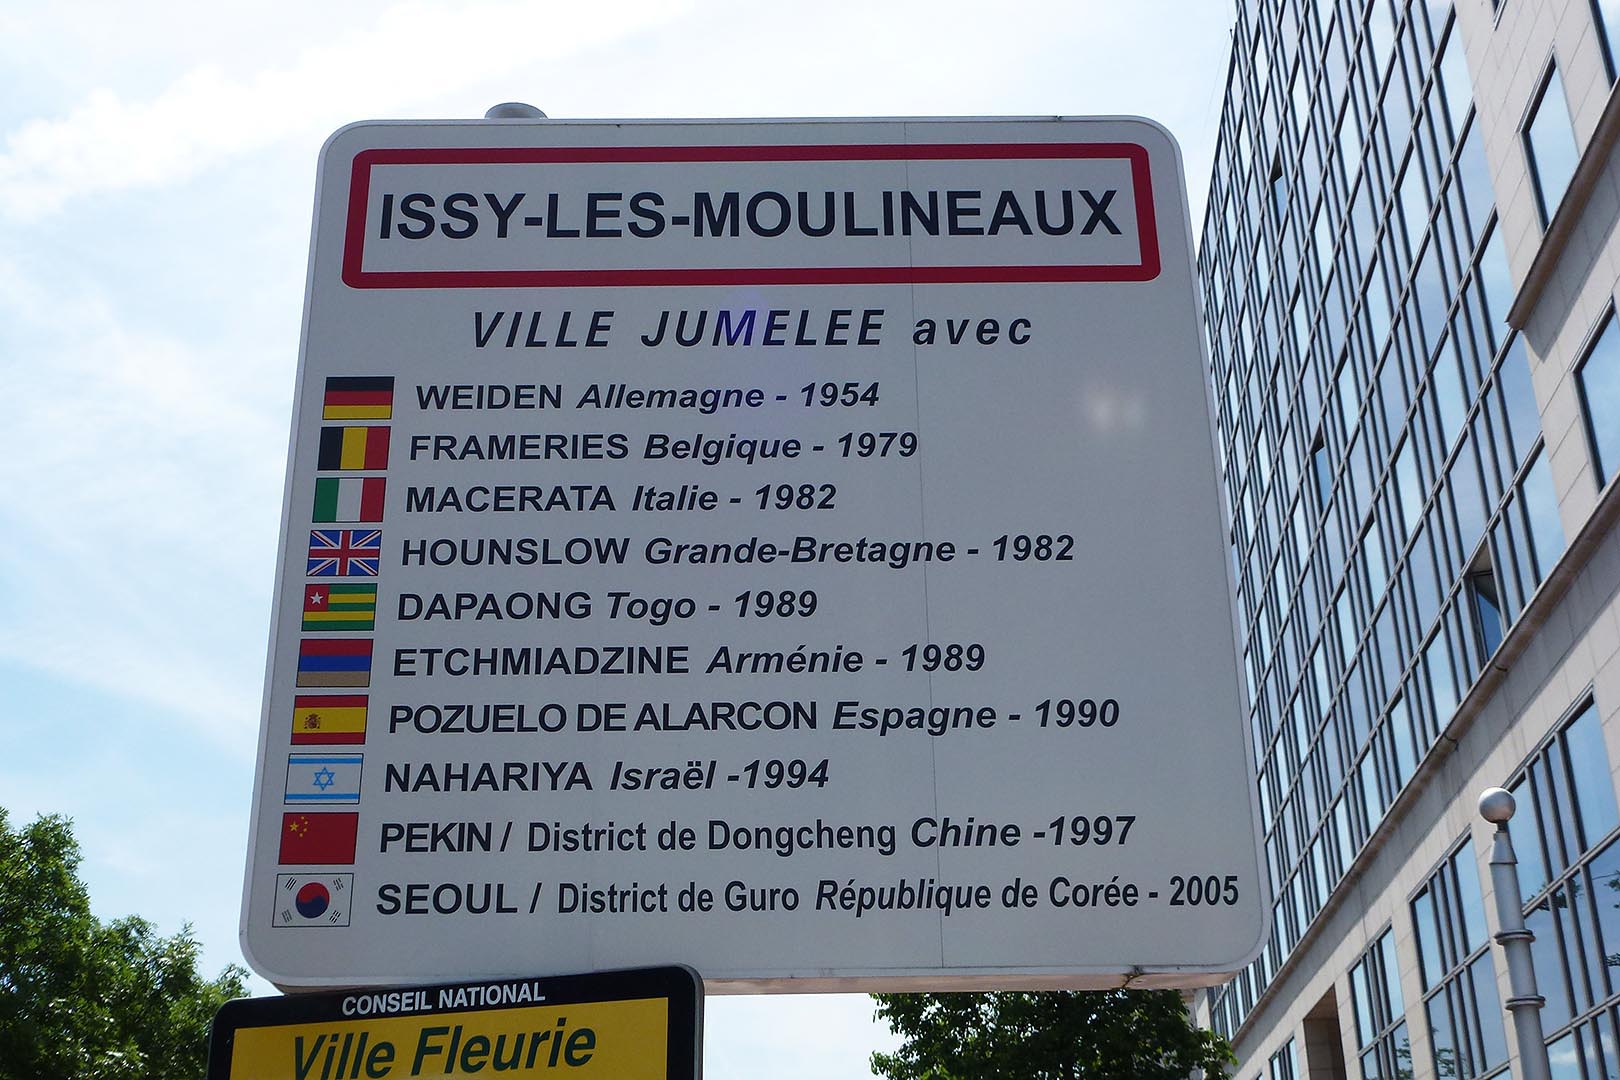 ISSY-LES-MOULINEAUX
VILLE JUMELEE avec
WEIDEN Allemagne - 1954
FRAMERIES Belgique - 1979
MACERATA Italie - 1982
HOUNSLOW Grande-Bretagne - 1982
DAPAONG Togo - 1989
ETCHMIADZINE Arménie - 1989
POZUELO DE ALARCON Espagne - 1990
NAHARIYA Israël -1994
PEKIN / District de Dongcheng Chine -1997
SEOUL / District de Guro République de Corée - 2005
CONSEIL NATIONAL
Ville Fleurie